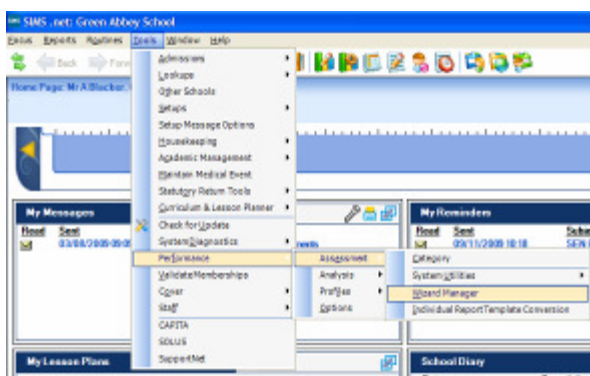 SIMS .net: Green Abbey School
Focus Reports Routines Tools Window Help
Back
Home Page: Mr A Blacker
Admissions
Lookups
Other Schools
Setups
Setup Message Options
Housekeeping
Academic Management
Maintain Medical Event
Statutory Return Tools
Curriculum & Lesson Planner
Check for Update
System Diagnostics
Performance
Validate Memberships
Cover
Staff
CAPITA
SOLUS
SupportNet
Assessment
Analysis
Profiles
Options
Category
System Utilities
Wizard Manager
Individual Report Template Conversion
My Messages
Read Sent
My Reminders
Read Sent
09/11/2009 10:18 SEN
My Lesson Plans
School Diary